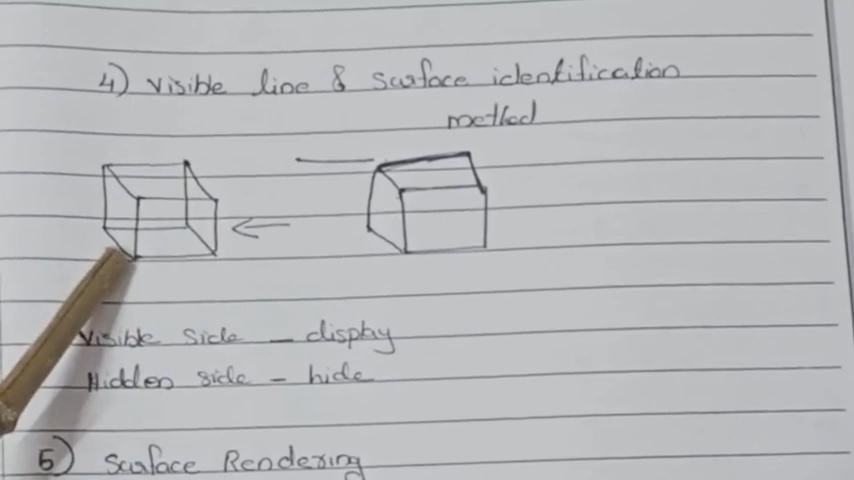 4) Visible line & surface identification
method
Visible side - display
Hidden side - hide
5) Surface Rendering